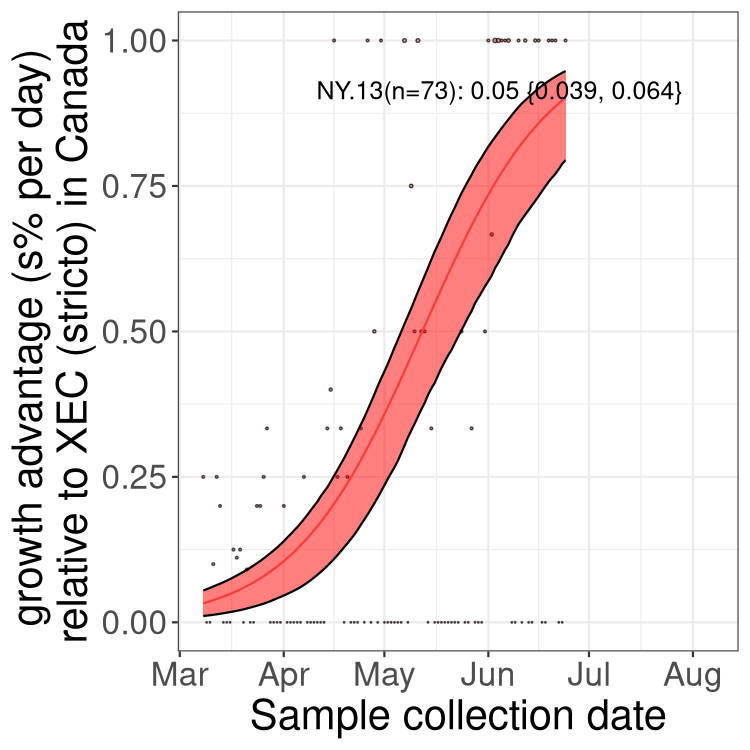 growth advantage (s% per day)
relative to XEC (stricto) in Canada
1.00
0.75
0.50
0.25
0.00
NY.13(n=73): 0.05 {0.039, 0.064}
Mar Apr May Jun Jul Aug
Sample collection date